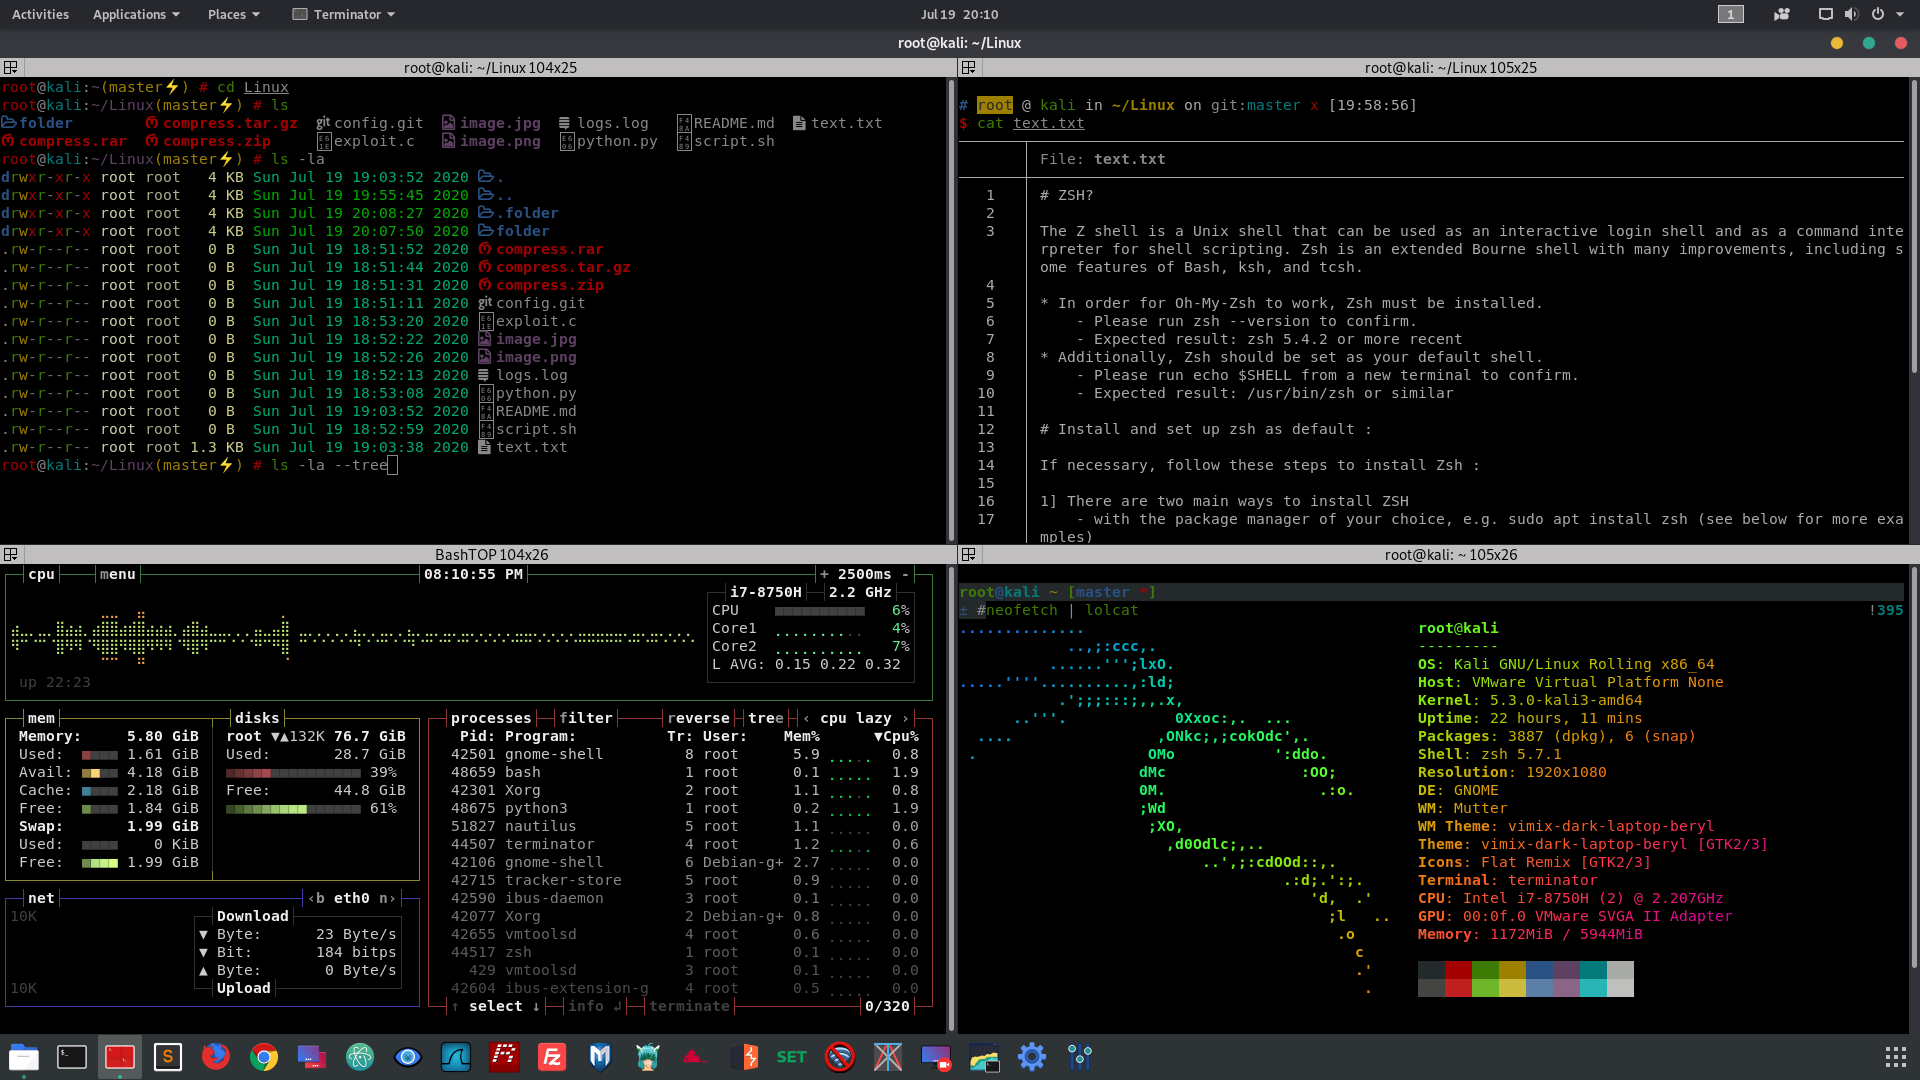 Activities Applications Places Terminator Jul 19 20:10 1
root@kali: ~/Linux
root@kali: ~/Linux 104x25
root@kali:~(master⚡) # cd Linux
root@kali:~/Linux(master⚡) # ls
folder compress.tar.gz config.git image.jpg logs.log README.md text.txt
compress.rar compress.zip exploit.c image.png python.py script.sh
root@kali:~/Linux(master⚡) # ls -la
drwxr-xr-x root root 4 KB Sun Jul 19 19:03:52 2020 .
drwxr-xr-x root root 4 KB Sun Jul 19 19:55:45 2020 ..
drwxr-xr-x root root 4 KB Sun Jul 19 20:08:27 2020 .folder
drwxr-xr-x root root 4 KB Sun Jul 19 20:07:50 2020 folder
.rw-r--r-- root root 0 B Sun Jul 19 18:51:52 2020 compress.rar
.rw-r--r-- root root 0 B Sun Jul 19 18:51:44 2020 compress.tar.gz
.rw-r--r-- root root 0 B Sun Jul 19 18:51:31 2020 compress.zip
.rw-r--r-- root root 0 B Sun Jul 19 18:51:11 2020 config.git
.rw-r--r-- root root 0 B Sun Jul 19 18:53:20 2020 exploit.c
.rw-r--r-- root root 0 B Sun Jul 19 18:52:22 2020 image.jpg
.rw-r--r-- root root 0 B Sun Jul 19 18:52:26 2020 image.png
.rw-r--r-- root root 0 B Sun Jul 19 18:52:13 2020 logs.log
.rw-r--r-- root root 0 B Sun Jul 19 18:53:08 2020 python.py
.rw-r--r-- root root 0 B Sun Jul 19 19:03:52 2020 README.md
.rw-r--r-- root root 0 B Sun Jul 19 18:52:59 2020 script.sh
.rw-r--r-- root root 1.3 KB Sun Jul 19 19:03:38 2020 text.txt
root@kali:~/Linux(master⚡) # ls -la --tree
root@kali: ~/Linux 105x25
# root @ kali in ~/Linux on git:master x [19:58:56]
$ cat text.txt
File: text.txt
1 # ZSH?
2
3 The Z shell is a Unix shell that can be used as an interactive login shell and as a command inte
rpreter for shell scripting. Zsh is an extended Bourne shell with many improvements, including s
ome features of Bash, ksh, and tcsh.
4
5 * In order for Oh-My-Zsh to work, Zsh must be installed.
6 - Please run zsh --version to confirm.
7 - Expected result: zsh 5.4.2 or more recent
8 * Additionally, Zsh should be set as your default shell.
9 - Please run echo $SHELL from a new terminal to confirm.
10 - Expected result: /usr/bin/zsh or similar
11
12 # Install and set up zsh as default :
13
14 If necessary, follow these steps to install Zsh :
15
16 1] There are two main ways to install ZSH
17 - with the package manager of your choice, e.g. sudo apt install zsh (see below for more exa
mples)
BashTOP 104x26
cpu menu 08:10:55 PM + 2500ms -
i7-8750H 2.2 GHz
CPU 6%
Core1 4%
Core2 7%
L AVG: 0.15 0.22 0.32
up 22:23
mem
Memory: 5.80 GiB
Used: 1.61 GiB
Avail: 4.18 GiB
Cache: 2.18 GiB
Free: 1.84 GiB
Swap: 1.99 GiB
Used: 0 KiB
Free: 1.99 GiB
disks
root ▼▲132K 76.7 GiB
Used: 28.7 GiB
39%
Free: 44.8 GiB
61%
net ‹b eth0 n›
10K
Download
▼ Byte: 23 Byte/s
▼ Bit: 184 bitps
▲ Byte: 0 Byte/s
Upload
10K
processes filter reverse tree ‹ cpu lazy ›
Pid: Program: Tr: User: Mem% ▼Cpu%
42501 gnome-shell 8 root 5.9 ..... 0.8
48659 bash 1 root 0.1 ..... 1.9
42301 Xorg 2 root 1.1 ..... 0.8
48675 python3 1 root 0.2 ..... 1.9
51827 nautilus 5 root 1.1 ..... 0.0
44507 terminator 4 root 1.2 ..... 0.6
42106 gnome-shell 6 Debian-g+ 2.7 ..... 0.0
42715 tracker-store 5 root 0.9 ..... 0.0
42590 ibus-daemon 3 root 0.1 ..... 0.0
42077 Xorg 2 Debian-g+ 0.8 ..... 0.0
42655 vmtoolsd 4 root 0.6 ..... 0.0
44517 zsh 1 root 0.1 ..... 0.0
429 vmtoolsd 3 root 0.1 ..... 0.0
42604 ibus-extension-g 4 root 0.5 ..... 0.0
↑ select ↓ info ↲ terminate 0/320
root@kali: ~ 105x26
root@kali ~ [master *]
± #neofetch | lolcat !395
..............
..,;:ccc,.
......''';lxO.
.....''''..........,:ld;
.';;;:::;,,.x,
..'''. 0Xxoc:,. ...
.... ,ONkc;,;cokOdc',.
. OMo ':ddo.
dMc :OO;
0M. .:o.
;Wd
;XO,
,d0Odlc;,..
..',;:cdOOd::,.
.:d;.':;.
'd, .'
;l ..
.o
c
.'
.
root@kali
---------
OS: Kali GNU/Linux Rolling x86_64
Host: VMware Virtual Platform None
Kernel: 5.3.0-kali3-amd64
Uptime: 22 hours, 11 mins
Packages: 3887 (dpkg), 6 (snap)
Shell: zsh 5.7.1
Resolution: 1920x1080
DE: GNOME
WM: Mutter
WM Theme: vimix-dark-laptop-beryl
Theme: vimix-dark-laptop-beryl [GTK2/3]
Icons: Flat Remix [GTK2/3]
Terminal: terminator
CPU: Intel i7-8750H (2) @ 2.207GHz
GPU: 00:0f.0 VMware SVGA II Adapter
Memory: 1172MiB / 5944MiB
S Fz SET